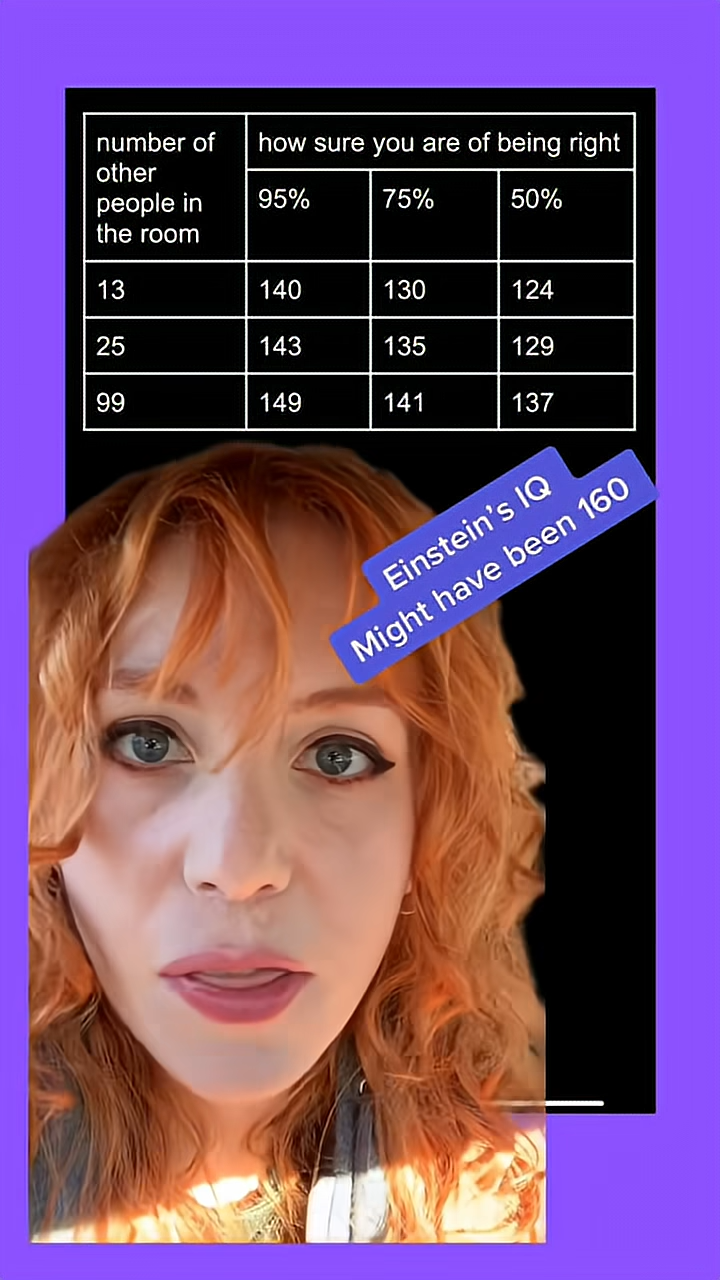 number of
other
people in
the room
how sure you are of being right
95% 75% 50%
13 140 130 124
25 143 135 129
99 149 141 137
Einstein's IQ
Might have been 160